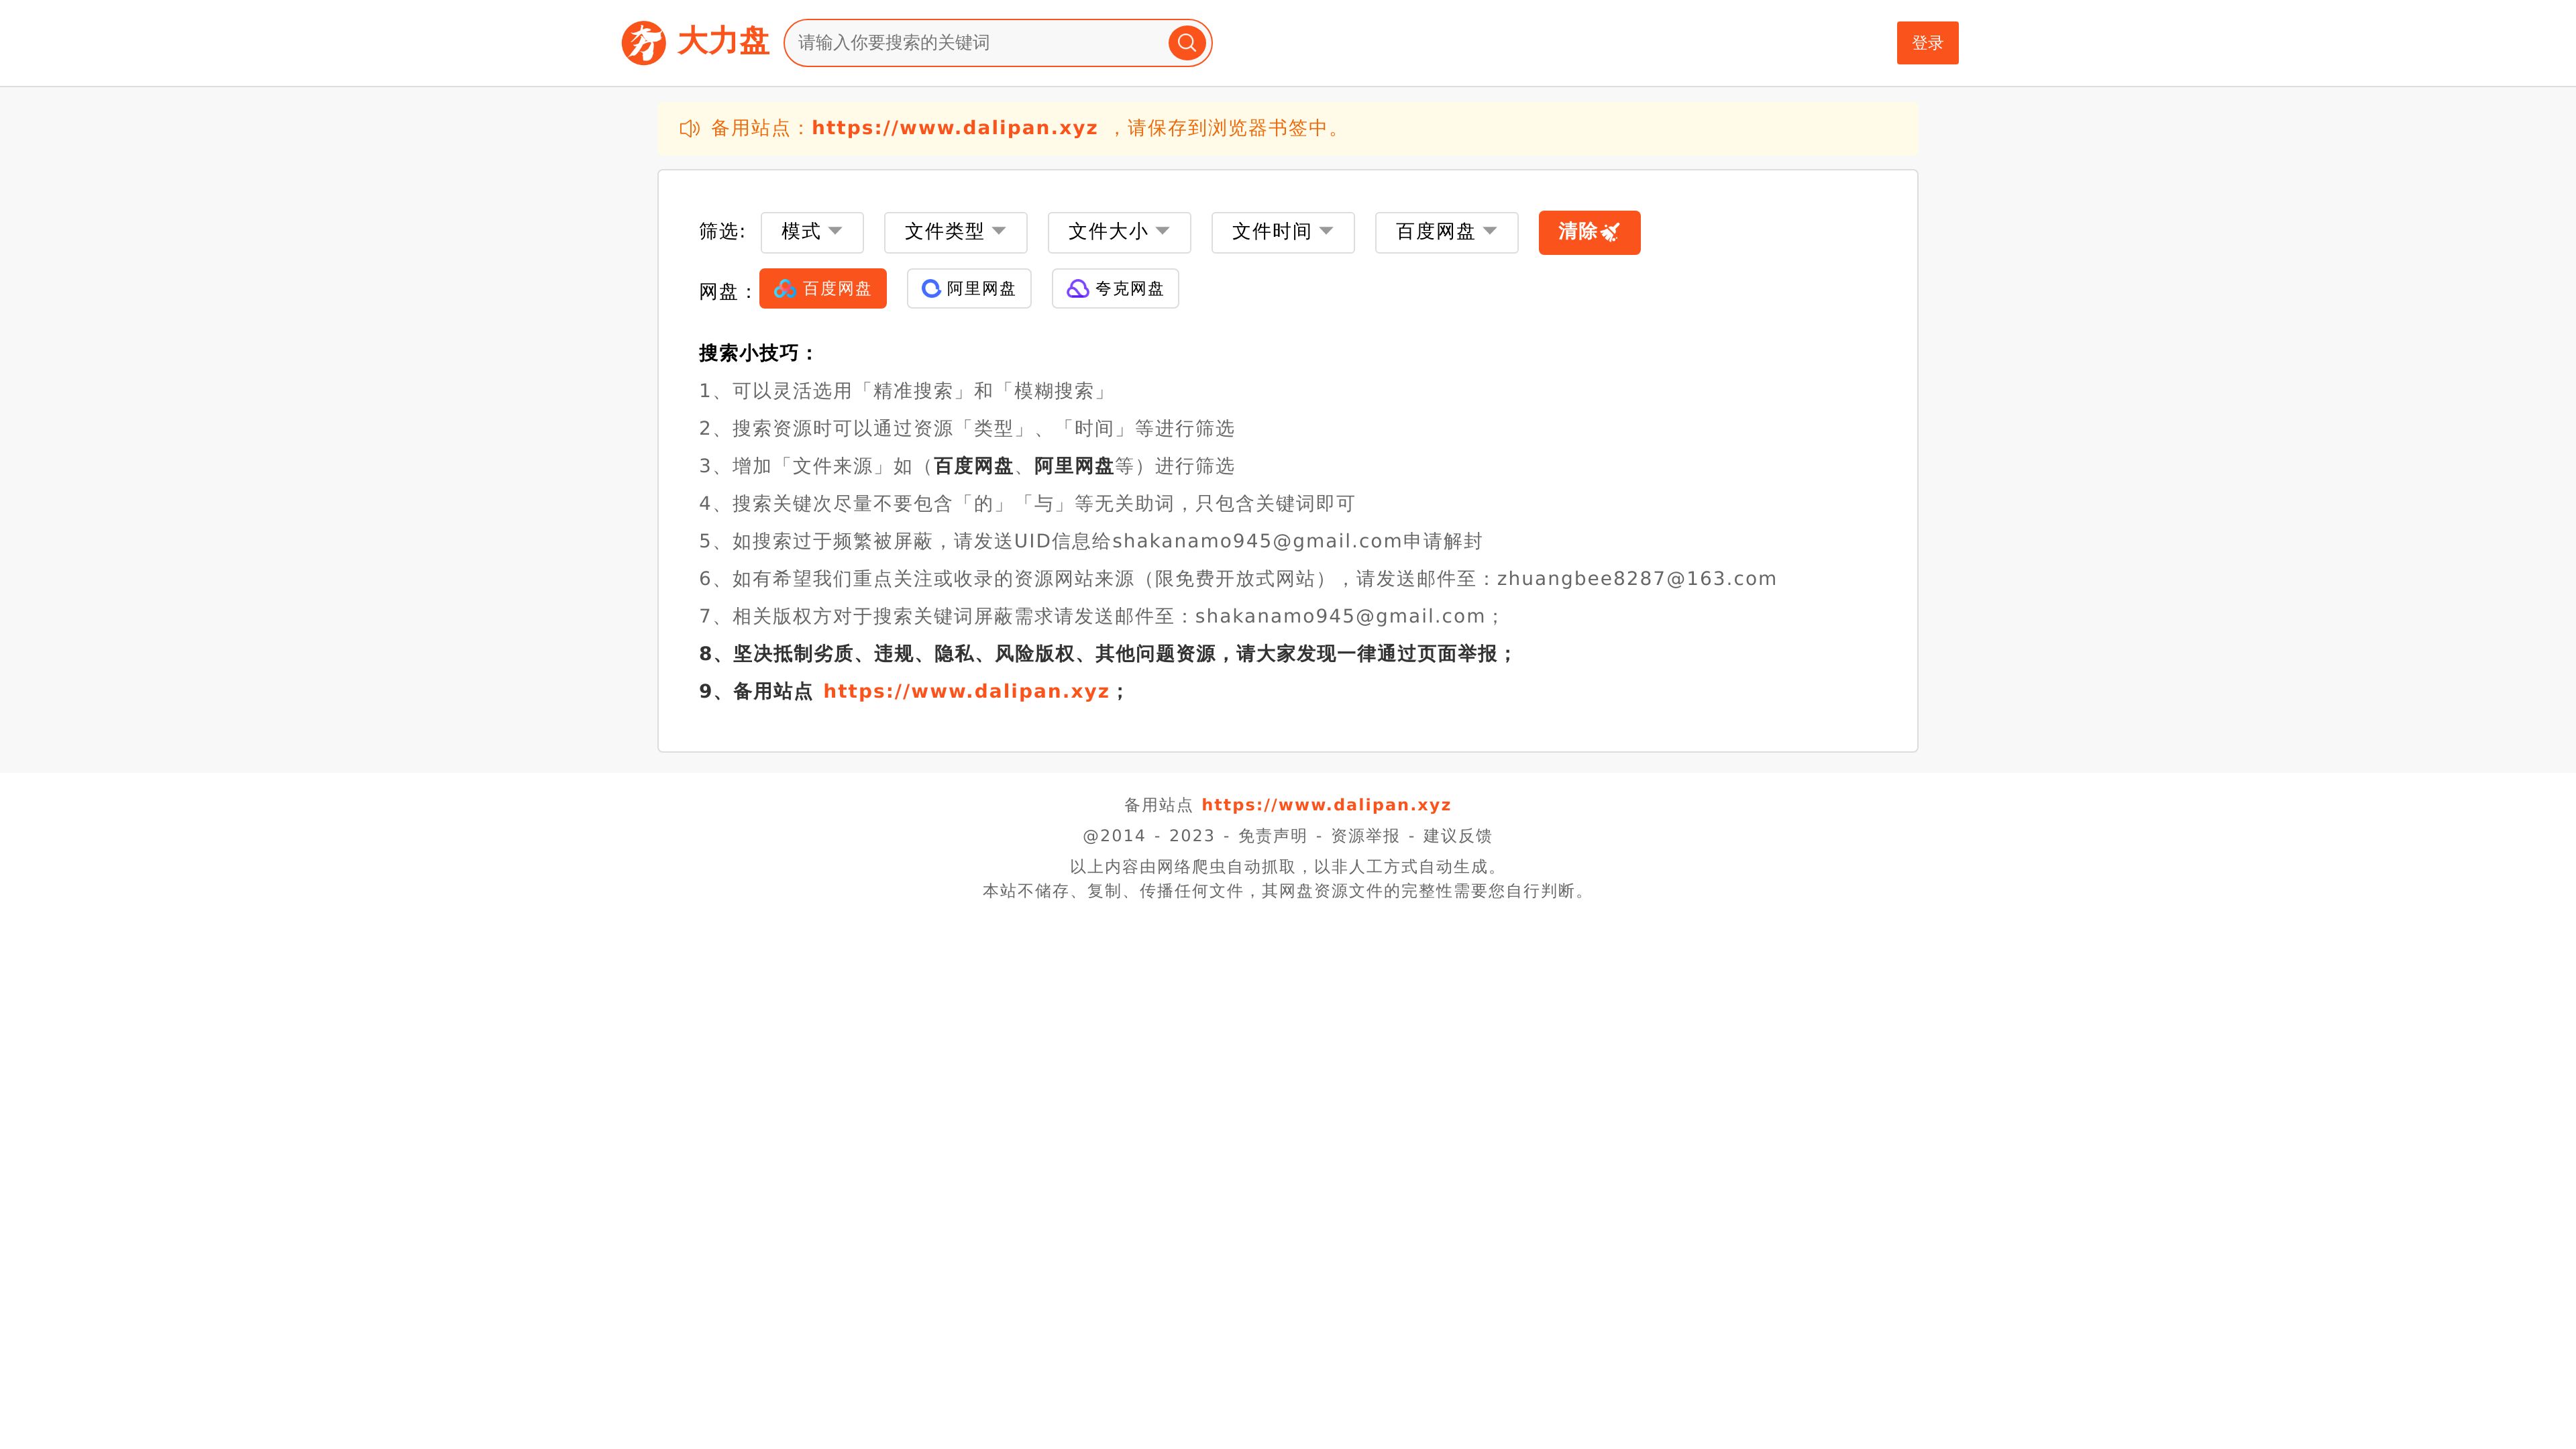 大力盘
请输入你要搜索的关键词
登录
备用站点：https://www.dalipan.xyz ，请保存到浏览器书签中。
筛选: 模式 文件类型 文件大小 文件时间 百度网盘 清除
网盘： 百度网盘 阿里网盘 夸克网盘
搜索小技巧：
1、可以灵活选用「精准搜索」和「模糊搜索」
2、搜索资源时可以通过资源「类型」、「时间」等进行筛选
3、增加「文件来源」如（百度网盘、阿里网盘等）进行筛选
4、搜索关键次尽量不要包含「的」「与」等无关助词，只包含关键词即可
5、如搜索过于频繁被屏蔽，请发送UID信息给shakanamo945@gmail.com申请解封
6、如有希望我们重点关注或收录的资源网站来源（限免费开放式网站），请发送邮件至：zhuangbee8287@163.com
7、相关版权方对于搜索关键词屏蔽需求请发送邮件至：shakanamo945@gmail.com；
8、坚决抵制劣质、违规、隐私、风险版权、其他问题资源，请大家发现一律通过页面举报；
9、备用站点 https://www.dalipan.xyz；
备用站点 https://www.dalipan.xyz
@2014 - 2023 - 免责声明 - 资源举报 - 建议反馈
以上内容由网络爬虫自动抓取，以非人工方式自动生成。
本站不储存、复制、传播任何文件，其网盘资源文件的完整性需要您自行判断。